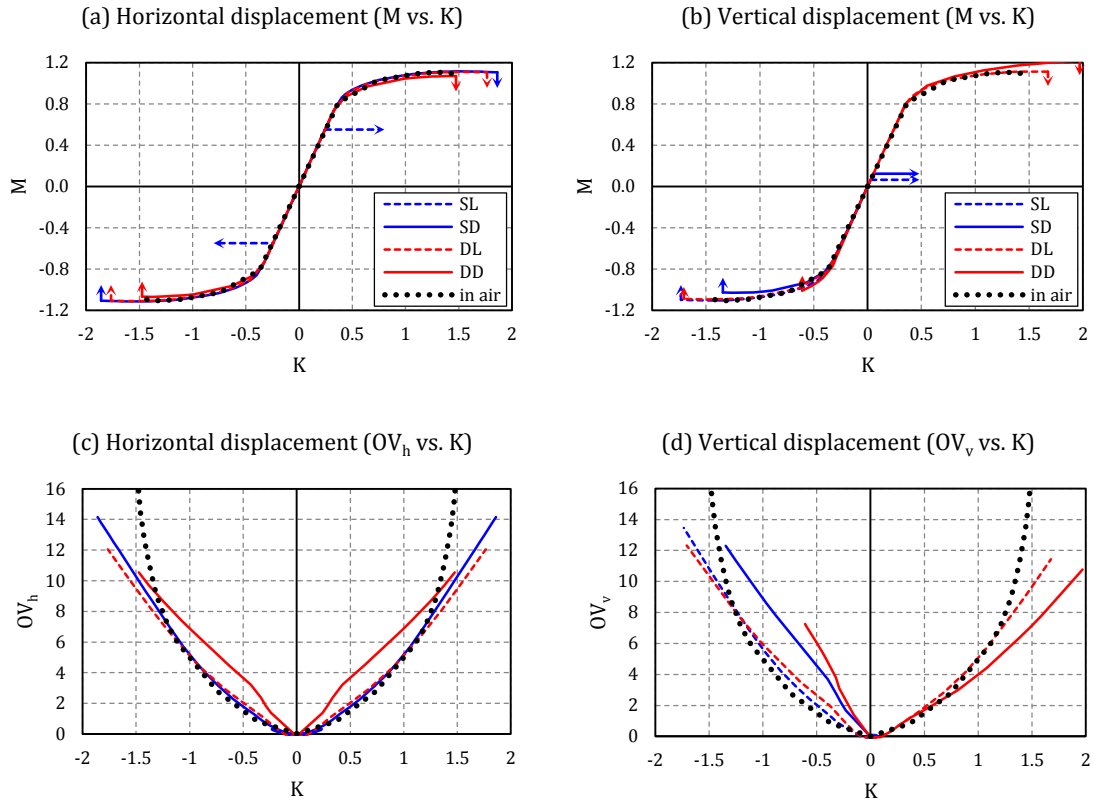 (a) Horizontal displacement (M vs. K)
1.2
0.8
0.4
0.0
-0.4
-0.8
-1.2
M
-2 -1.5 -1 -0.5 0 0.5 1 1.5 2
K
SL
SD
DL
DD
in air
(b) Vertical displacement (M vs. K)
1.2
0.8
0.4
0.0
-0.4
-0.8
-1.2
M
-2 -1.5 -1 -0.5 0 0.5 1 1.5 2
K
SL
SD
DL
DD
in air
(c) Horizontal displacement (OVh vs. K)
16
14
12
10
8
6
4
2
0
OVh
-2 -1.5 -1 -0.5 0 0.5 1 1.5 2
K
(d) Vertical displacement (OVv vs. K)
16
14
12
10
8
6
4
2
0
OVv
-2 -1.5 -1 -0.5 0 0.5 1 1.5 2
K